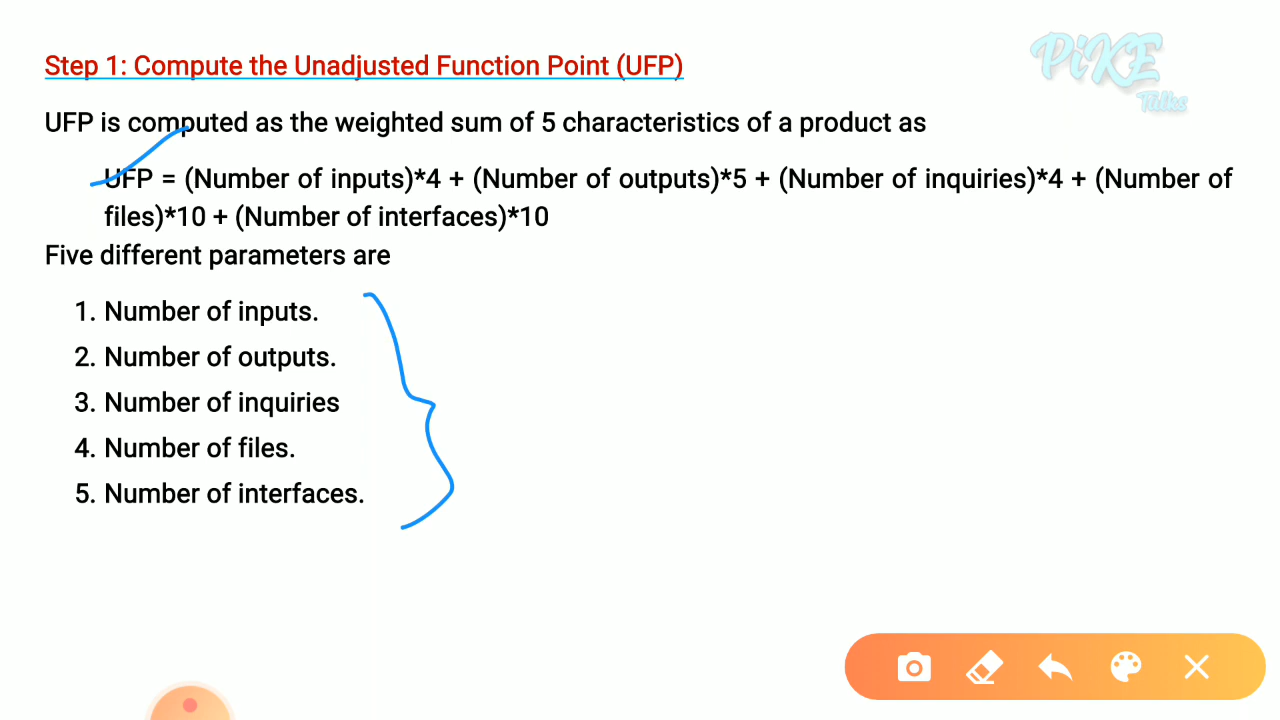 PiKE
Talks
Step 1: Compute the Unadjusted Function Point (UFP)
UFP is computed as the weighted sum of 5 characteristics of a product as
UFP = (Number of inputs)*4 + (Number of outputs)*5 + (Number of inquiries)*4 + (Number of
files)*10 + (Number of interfaces)*10
Five different parameters are
1. Number of inputs.
2. Number of outputs.
3. Number of inquiries
4. Number of files.
5. Number of interfaces.